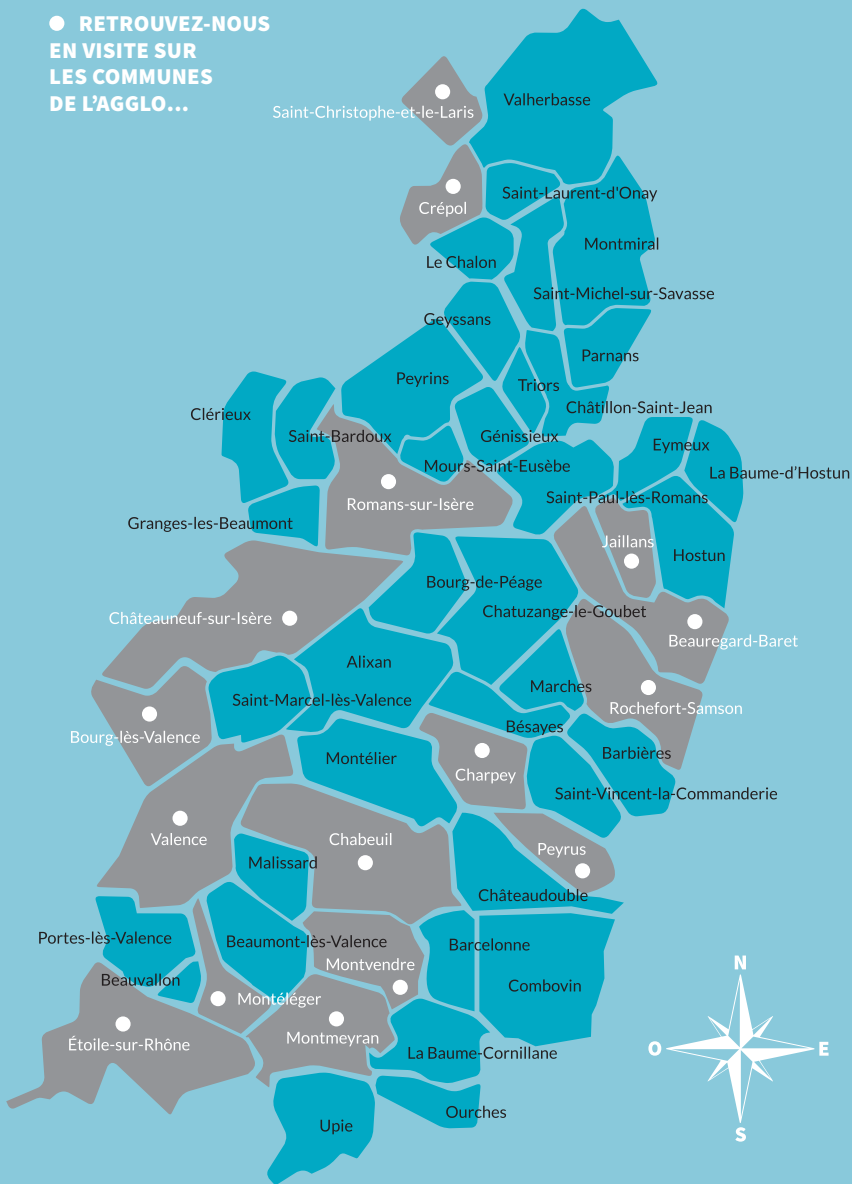 RETROUVEZ-NOUS
EN VISITE SUR
LES COMMUNES
DE L'AGGLO...
Valherbasse
Saint-Christophe-et-le-Laris
Saint-Laurent-d'Onay
Crépol
Montmiral
Le Chalon
Saint-Michel-sur-Savasse
Geyssans
Parnans
Peyrins
Triors
Châtillon-Saint-Jean
Clérieux
Saint-Bardoux
Génissieux
Eymeux
Mours-Saint-Eusèbe
La Baume-d'Hostun
Saint-Paul-lès-Romans
Romans-sur-Isère
Granges-les-Beaumont
Jaillans
Hostun
Bourg-de-Péage
Chatuzange-le-Goubet
Châteauneuf-sur-Isère
Beauregard-Baret
Alixan
Marches
Saint-Marcel-lès-Valence
Rochefort-Samson
Bésayes
Bourg-lès-Valence
Barbières
Montélier
Charpey
Saint-Vincent-la-Commanderie
Valence
Chabeuil
Peyrus
Malissard
Châteaudouble
Portes-lès-Valence
Beaumont-lès-Valence
Barcelonne
Montvendre
Beauvallon
Combovin
Montéléger
Montmeyran
Étoile-sur-Rhône
La Baume-Cornillane
Ourches
Upie
N
O
E
S